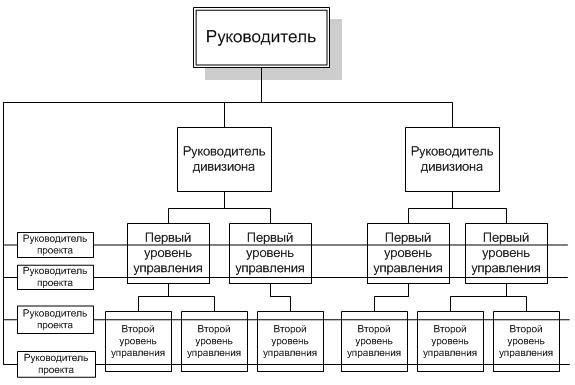 Руководитель
Руководитель
дивизиона
Руководитель
дивизиона
Первый
уровень
управления
Первый
уровень
управления
Первый
уровень
управления
Первый
уровень
управления
Руководитель
проекта
Руководитель
проекта
Руководитель
проекта
Руководитель
проекта
Второй
уровень
управления
Второй
уровень
управления
Второй
уровень
управления
Второй
уровень
управления
Второй
уровень
управления
Второй
уровень
управления